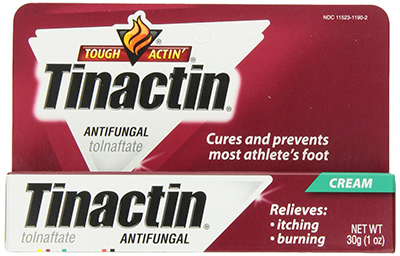 NDC 11523-1190-2
TOUGH ACTIN'
Tinactin®
ANTIFUNGAL
tolnaftate
Cures and prevents
most athlete's foot
CREAM
Tinactin®
tolnaftate ANTIFUNGAL
Relieves:
• itching
• burning
NET WT
30g (1 oz)